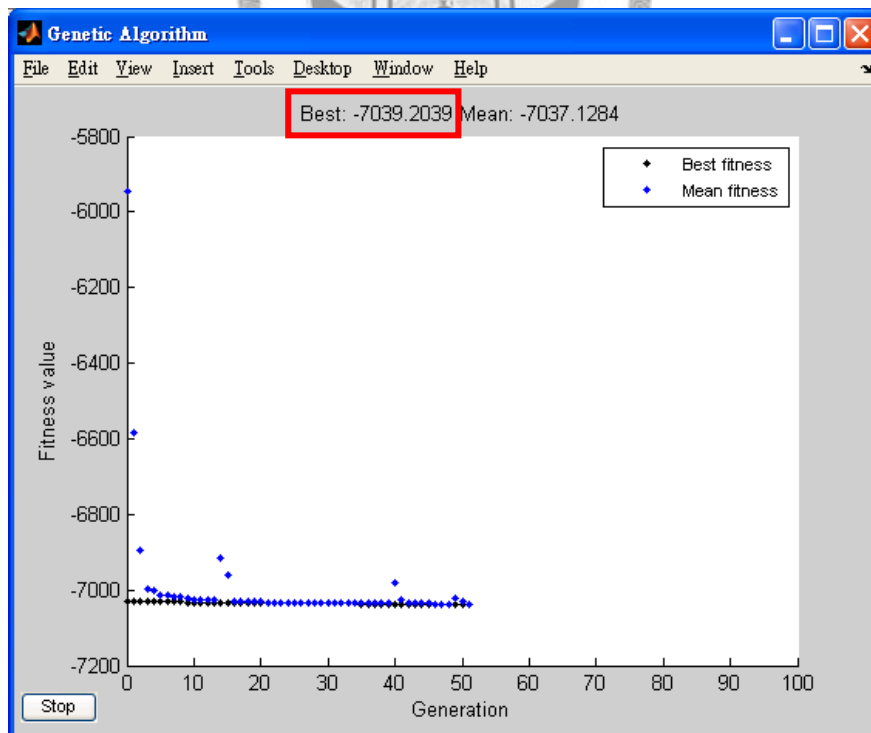 Genetic Algorithm
File Edit View Insert Tools Desktop Window Help
Best: -7039.2039 Mean: -7037.1284
Best fitness
Mean fitness
-5800
-6000
-6200
-6400
-6600
-6800
-7000
-7200
Fitness value
0 10 20 30 40 50 60 70 80 90 100
Generation
Stop